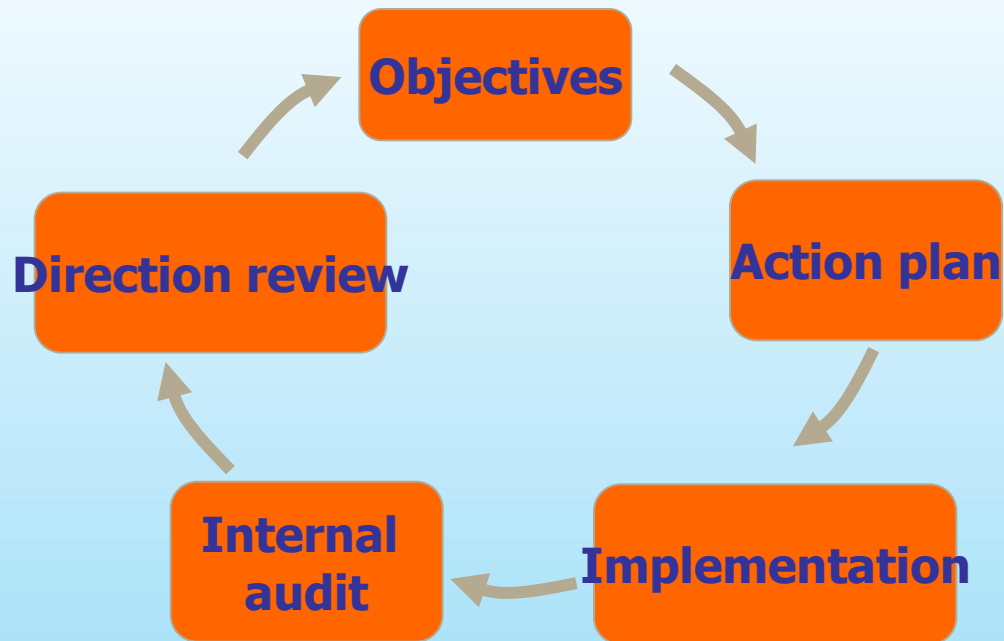 Objectives
Action plan
Implementation
Internal
audit
Direction review